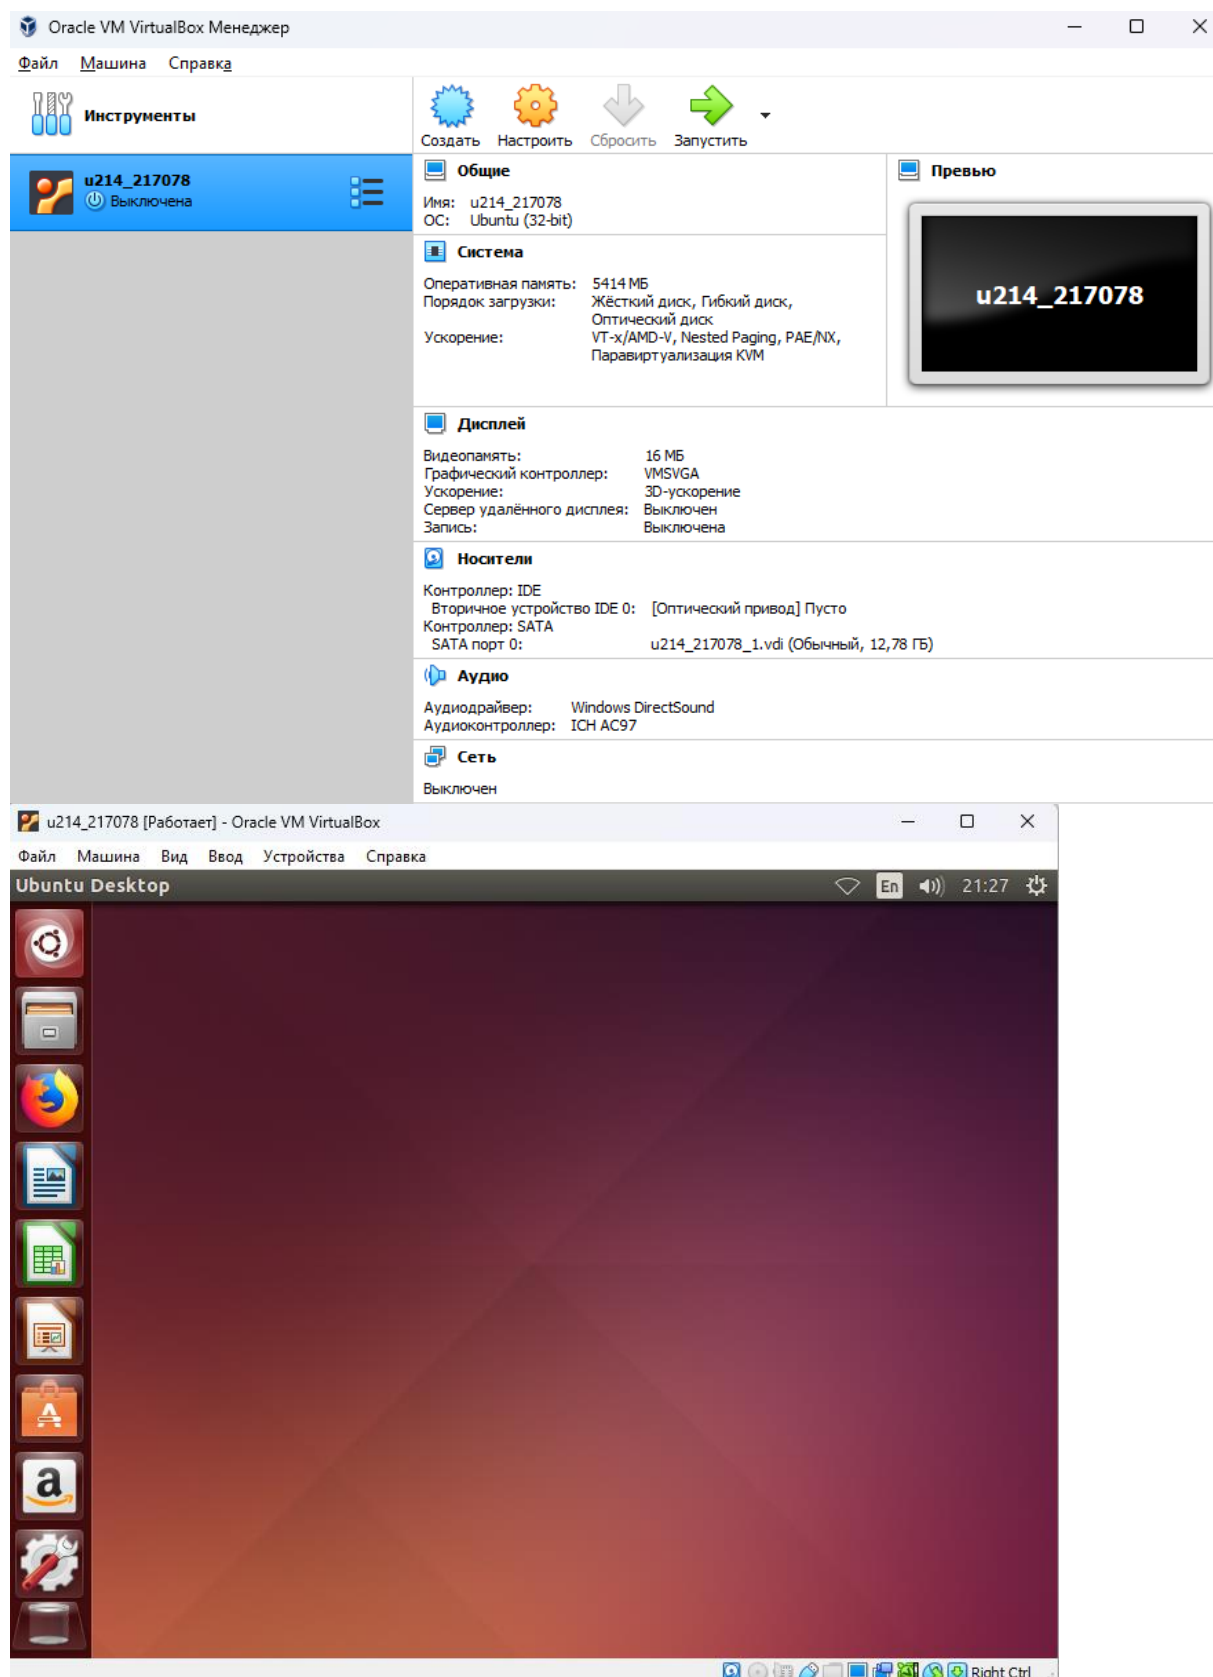 Oracle VM VirtualBox Менеджер
Файл Машина Справка
Инструменты
Создать Настроить Сбросить Запустить
u214_217078
Выключена
Общие
Имя: u214_217078
ОС: Ubuntu (32-bit)
Превью
u214_217078
Система
Оперативная память: 5414 МБ
Порядок загрузки: Жёсткий диск, Гибкий диск,
Оптический диск
Ускорение: VT-x/AMD-V, Nested Paging, PAE/NX,
Паравиртуализация KVM
Дисплей
Видеопамять: 16 МБ
Графический контроллер: VMSVGA
Ускорение: 3D-ускорение
Сервер удалённого дисплея: Выключен
Запись: Выключена
Носители
Контроллер: IDE
Вторичное устройство IDE 0: [Оптический привод] Пусто
Контроллер: SATA
SATA порт 0: u214_217078_1.vdi (Обычный, 12,78 ГБ)
Аудио
Аудиодрайвер: Windows DirectSound
Аудиоконтроллер: ICH AC97
Сеть
Выключен
u214_217078 [Работает] - Oracle VM VirtualBox
Файл Машина Вид Ввод Устройства Справка
Ubuntu Desktop En 21:27
Right Ctrl